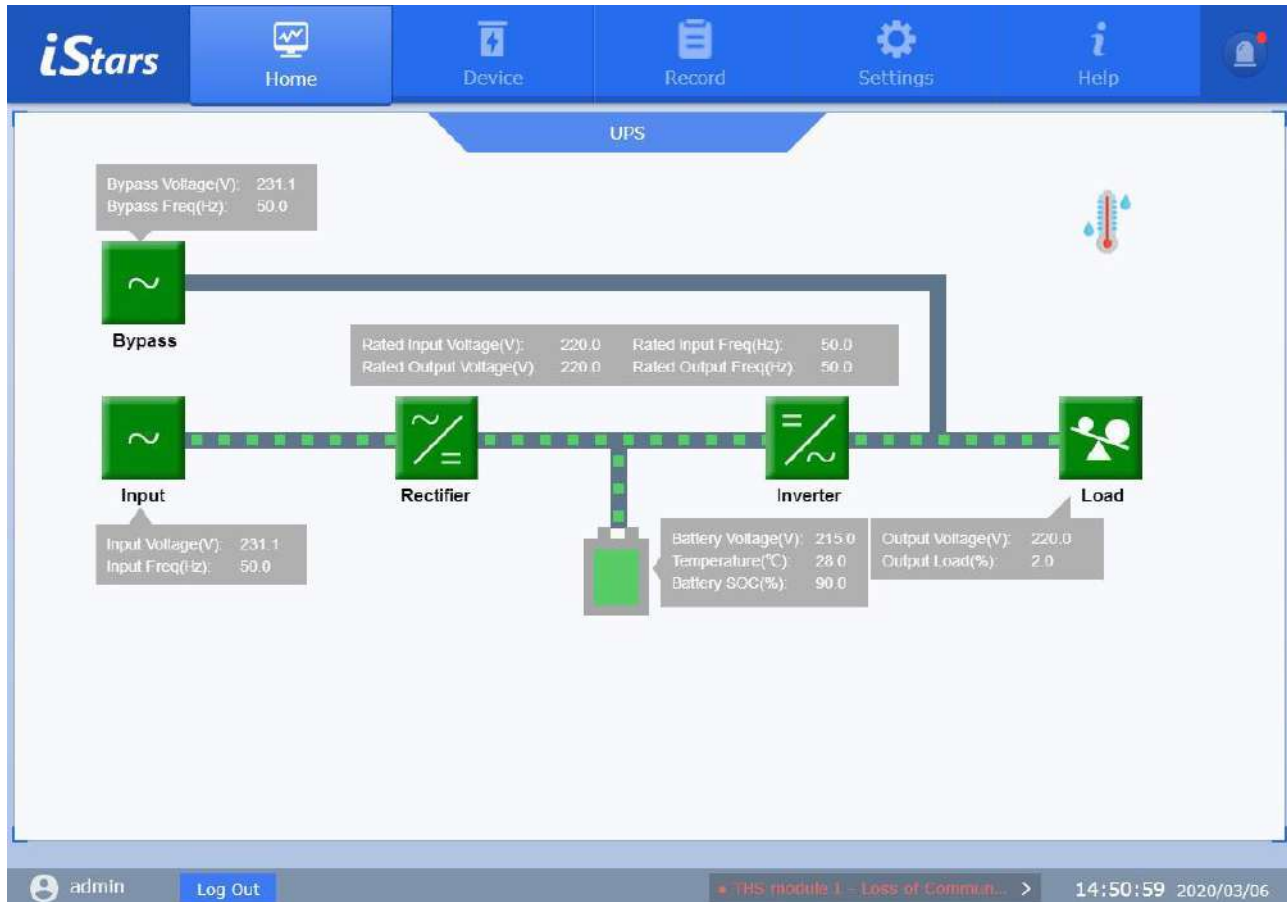 iStars
Home
Device
Record
Settings
Help
UPS
Bypass Voltage(V): 231.1
Bypass Freq(Hz): 50.0
Bypass
Rated Input Voltage(V): 220.0 Rated Input Freq(Hz): 50.0
Rated Output Voltage(V) 220.0 Rated Output Freq(Hz) 50.0
Input
Rectifier
Inverter
Load
Input Voltage(V): 231.1
Input Freq(Hz): 50.0
Battery Voltage(V): 215.0
Temperature(℃) 28.0
Battery SOC(%): 90.0
Output Voltage(V): 220.0
Output Load(%): 2.0
admin
Log Out
THS module 1 - Loss of Commun... >
14:50:59 2020/03/06